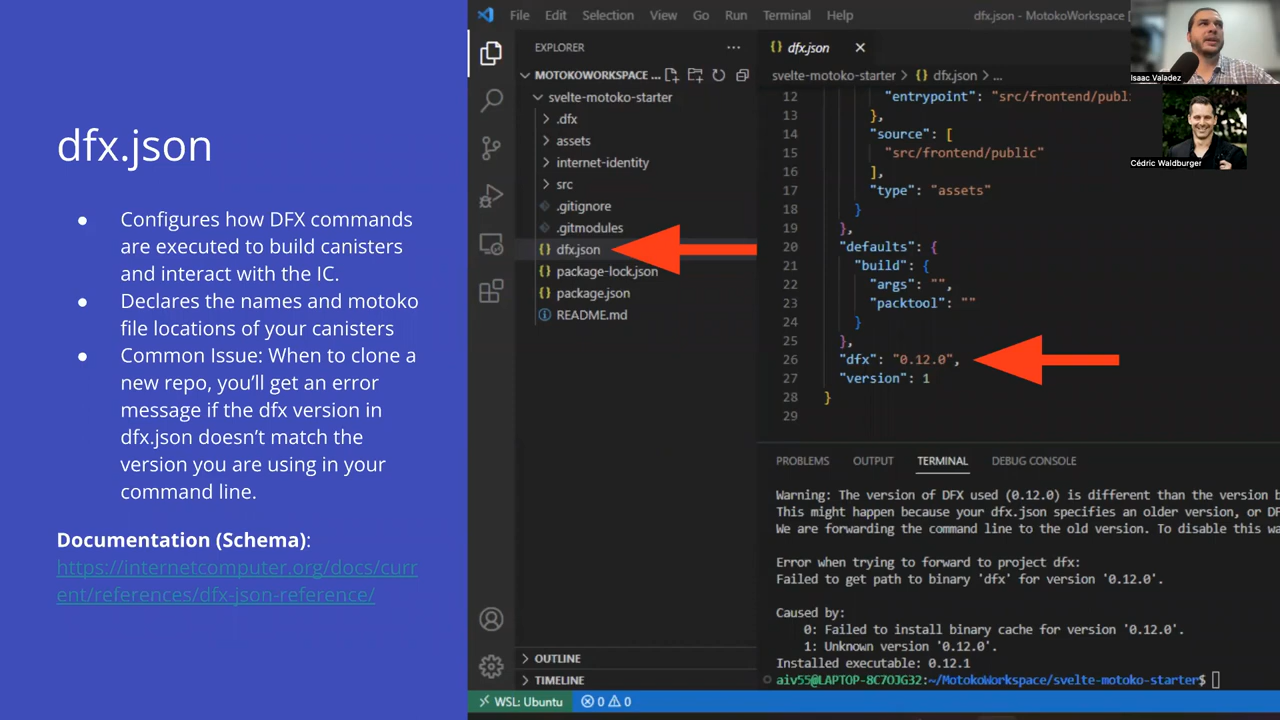 dfx.json
● Configures how DFX commands
are executed to build canisters
and interact with the IC.
● Declares the names and motoko
file locations of your canisters
● Common Issue: When to clone a
new repo, you’ll get an error
message if the dfx version in
dfx.json doesn’t match the
version you are using in your
command line.
Documentation (Schema):
https://internetcomputer.org/docs/curr
ent/references/dfx-json-reference/
File Edit Selection View Go Run Terminal Help dfx.json - MotokoWorkspace [
EXPLORER ...
MOTOKOWORKSPACE ...
svelte-motoko-starter
.dfx
assets
internet-identity
src
.gitignore
.gitmodules
{} dfx.json
{} package-lock.json
{} package.json
README.md
OUTLINE
TIMELINE
{} dfx.json
svelte-motoko-starter > {} dfx.json > ...
12 "entrypoint": "src/frontend/publi
13 },
14 "source": [
15 "src/frontend/public"
16 ],
17 "type": "assets"
18 }
19 },
20 "defaults": {
21 "build": {
22 "args": "",
23 "packtool": ""
24 }
25 },
26 "dfx": "0.12.0",
27 "version": 1
28 }
29
PROBLEMS OUTPUT TERMINAL DEBUG CONSOLE
Warning: The version of DFX used (0.12.0) is different than the version b
This might happen because your dfx.json specifies an older version, or DF
We are forwarding the command line to the old version. To disable this wa
Error when trying to forward to project dfx:
Failed to get path to binary 'dfx' for version '0.12.0'.
Caused by:
0: Failed to install binary cache for version '0.12.0'.
1: Unknown version '0.12.0'.
Installed executable: 0.12.1
aiv55@LAPTOP-8C7OJG32:~/MotokoWorkspace/svelte-motoko-starter$
WSL: Ubuntu 0 0
Isaac Valadez
Cédric Waldburger